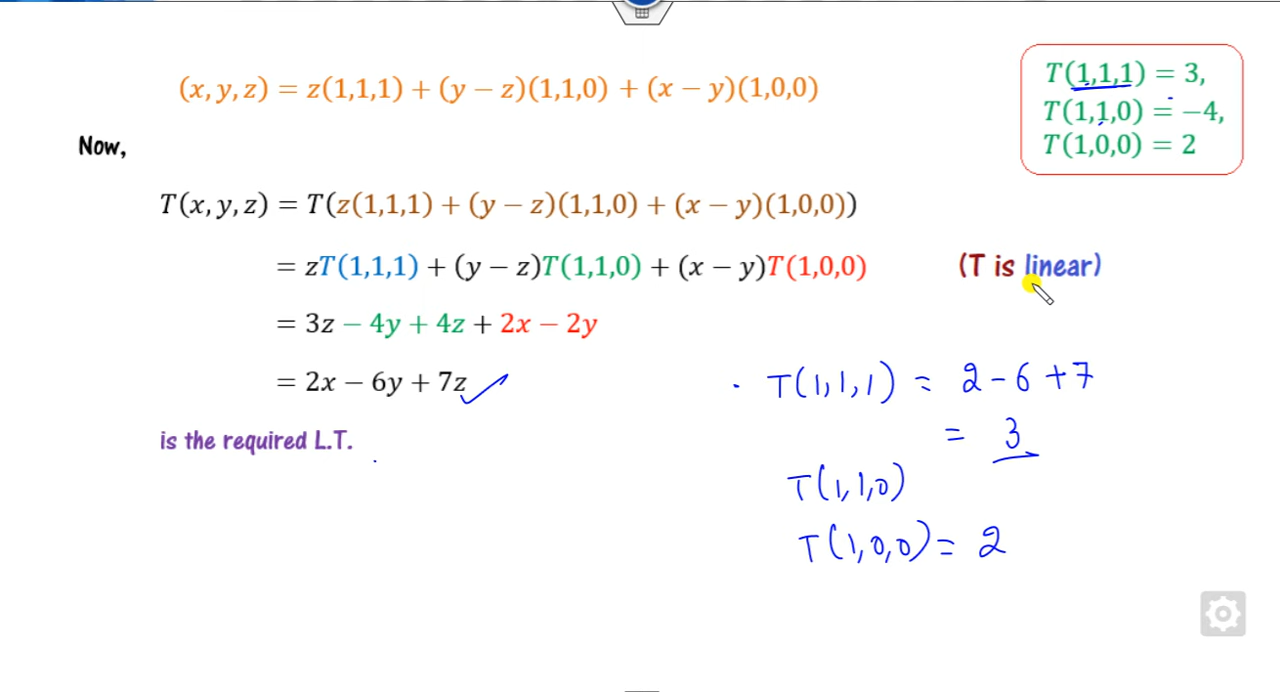 (x, y, z) = z(1,1,1) + (y − z)(1,1,0) + (x − y)(1,0,0)
T(1,1,1) = 3,
T(1,1,0) = −4,
T(1,0,0) = 2
Now,
T(x, y, z) = T(z(1,1,1) + (y − z)(1,1,0) + (x − y)(1,0,0))
= zT(1,1,1) + (y − z)T(1,1,0) + (x − y)T(1,0,0) (T is linear)
= 3z − 4y + 4z + 2x − 2y
= 2x − 6y + 7z
T(1,1,1) = 2 - 6 + 7
= 3
is the required L.T.
T(1,1,0)
T(1,0,0) = 2